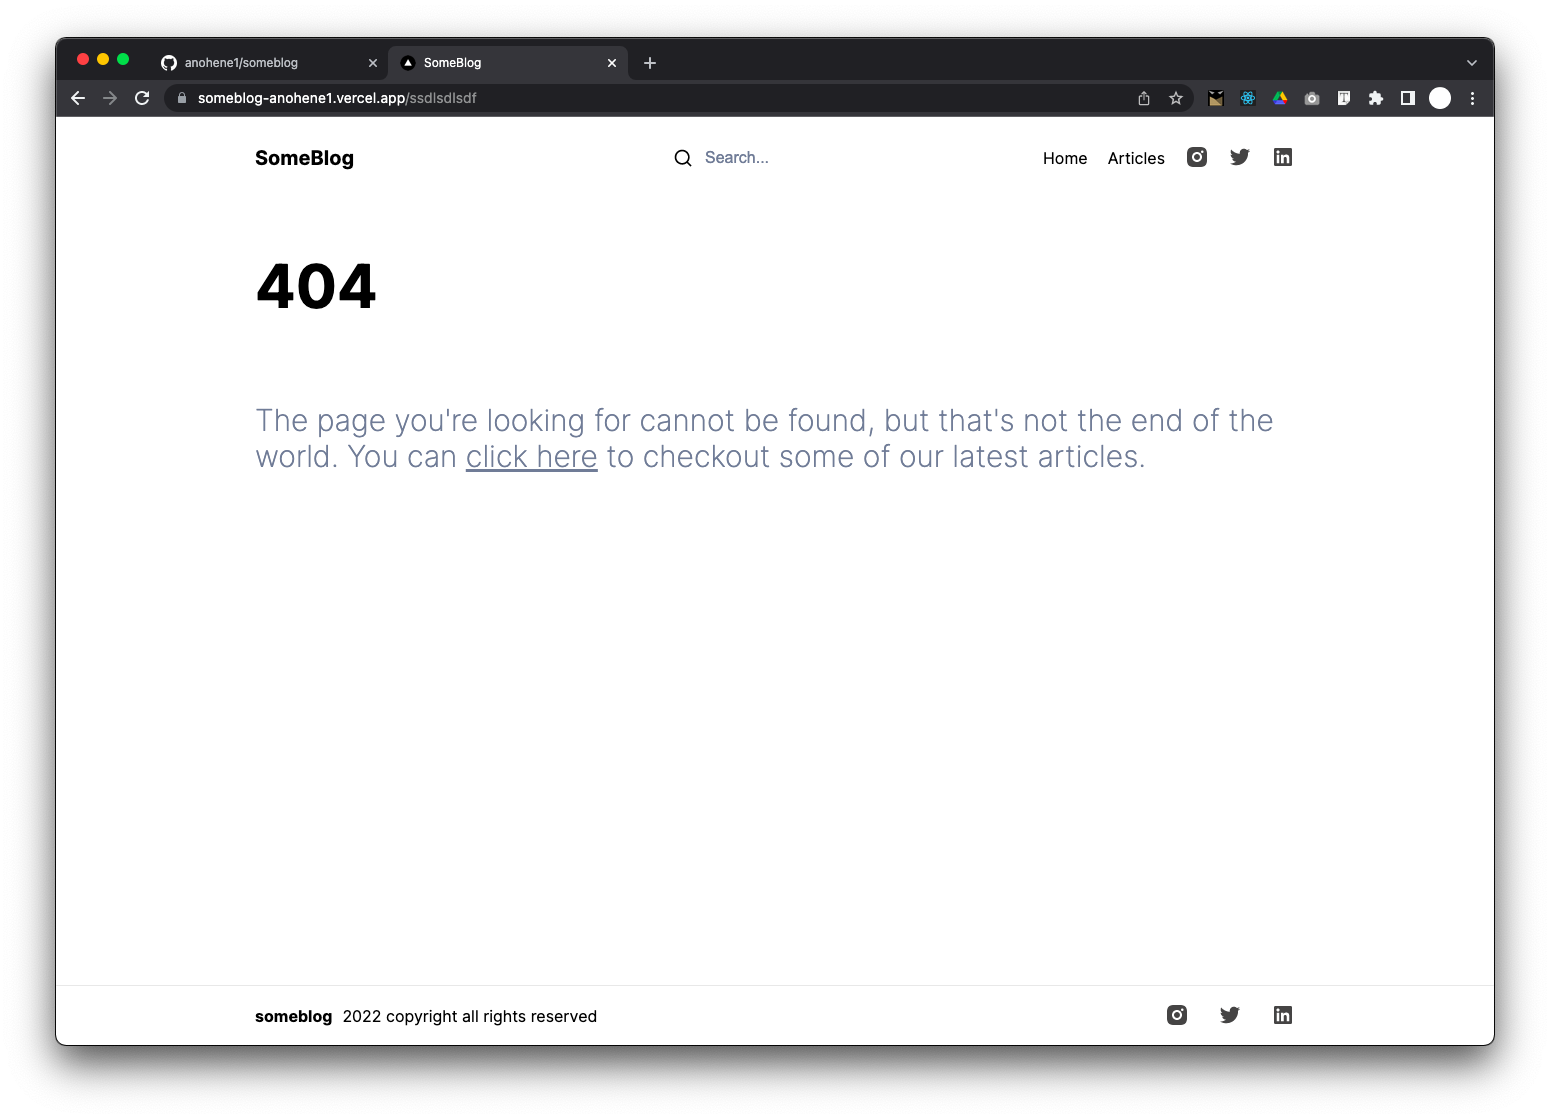 anohene1/someblog
SomeBlog
someblog-anohene1.vercel.app/ssdlsdlsdf
SomeBlog
Search...
Home
Articles
404
The page you're looking for cannot be found, but that's not the end of the
world. You can click here to checkout some of our latest articles.
someblog 2022 copyright all rights reserved